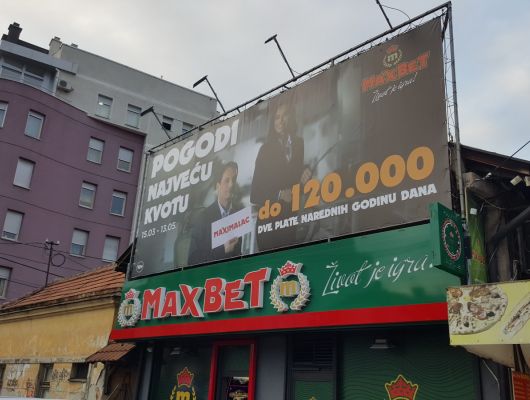 POGODI
NAJVEĆU
KVOTU
15.03 - 13.05.
MAXIMALAC
do 120.000
DVE PLATE NAREDNIH GODINU DANA
m
MAXBET
Život je igra!
m
MAXBET
m
Život je igra!